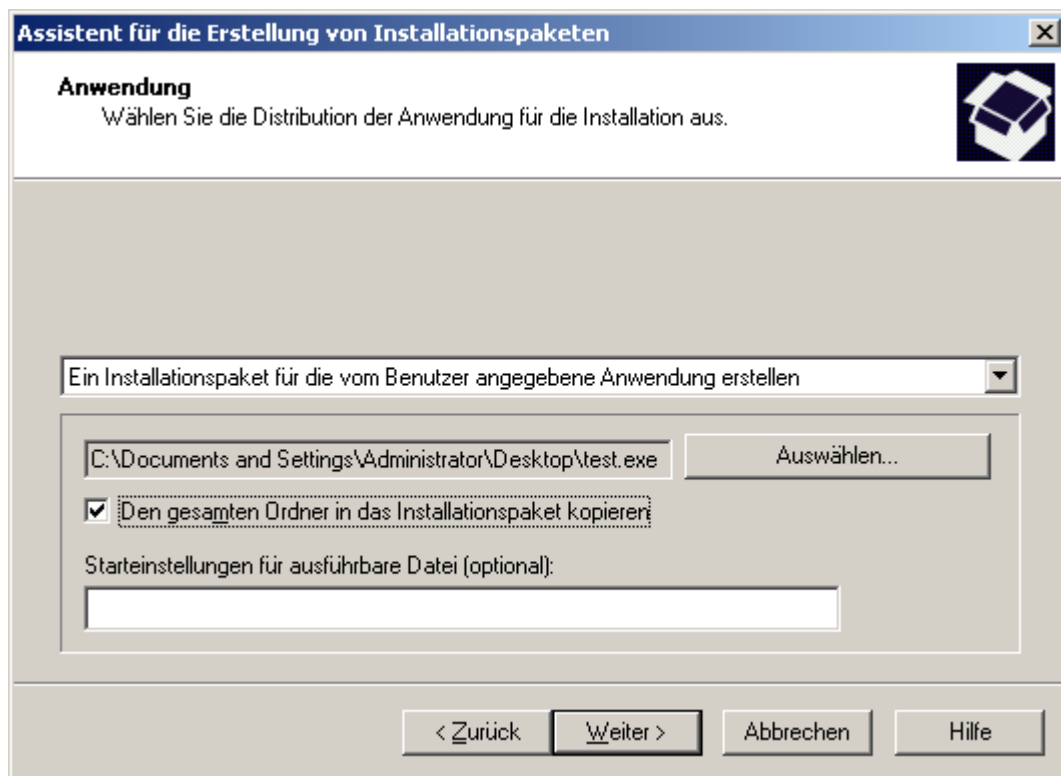 Assistent für die Erstellung von Installationspaketen
Anwendung
Wählen Sie die Distribution der Anwendung für die Installation aus.
Ein Installationspaket für die vom Benutzer angegebene Anwendung erstellen
C:\Documents and Settings\Administrator\Desktop\test.exe
Auswählen...
Den gesamten Ordner in das Installationspaket kopieren
Starteinstellungen für ausführbare Datei (optional):
< Zurück Weiter > Abbrechen Hilfe